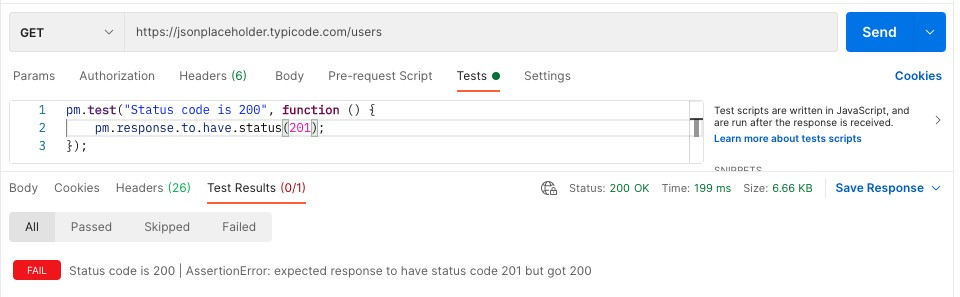 GET https://jsonplaceholder.typicode.com/users Send
Params Authorization Headers (6) Body Pre-request Script Tests Settings Cookies
1 pm.test("Status code is 200", function () {
2 pm.response.to.have.status(201);
3 });
Test scripts are written in JavaScript, and
are run after the response is received.
Learn more about tests scripts
SNIPPETS
Body Cookies Headers (26) Test Results (0/1) Status: 200 OK Time: 199 ms Size: 6.66 KB Save Response
All Passed Skipped Failed
FAIL Status code is 200 | AssertionError: expected response to have status code 201 but got 200